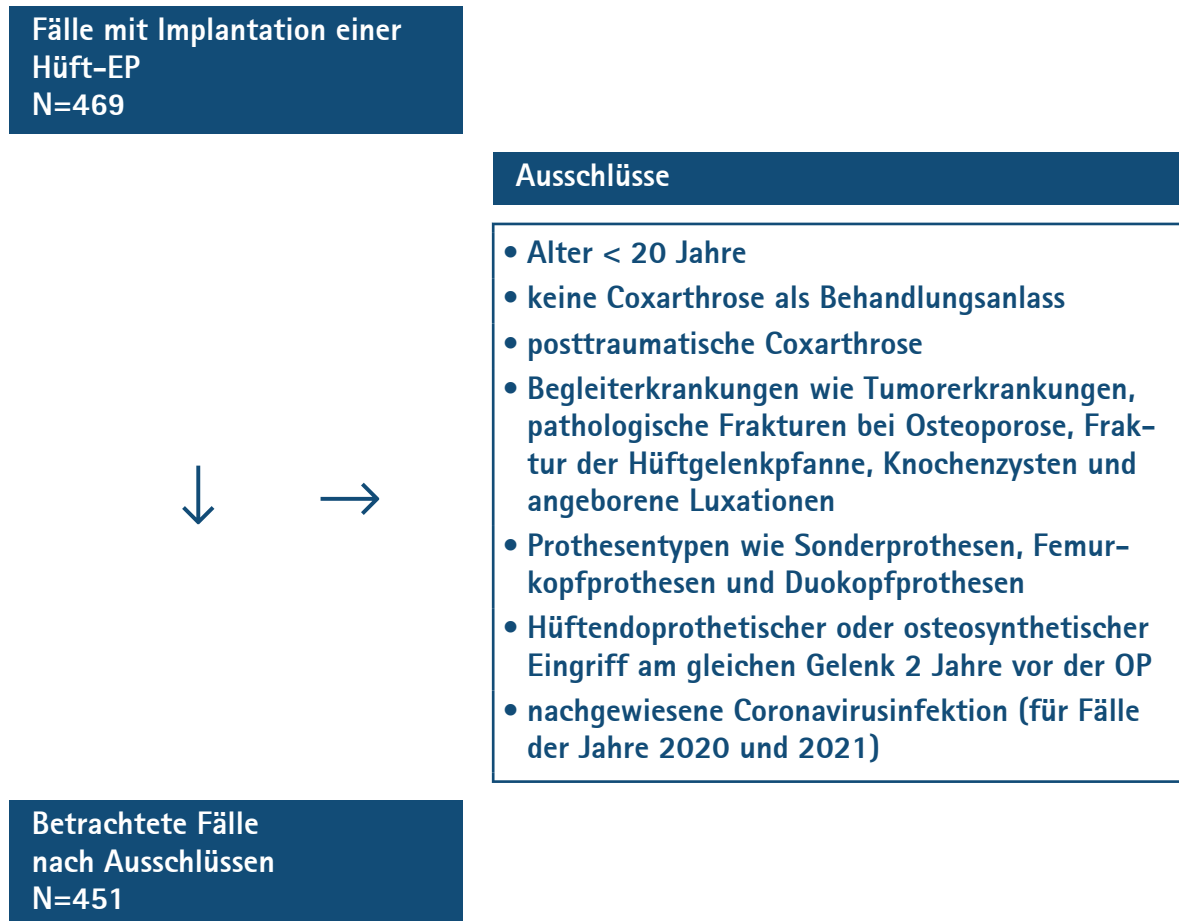 Fälle mit Implantation einer
Hüft-EP
N=469
Ausschlüsse
• Alter < 20 Jahre
• keine Coxarthrose als Behandlungsanlass
• posttraumatische Coxarthrose
• Begleiterkrankungen wie Tumorerkrankungen,
pathologische Frakturen bei Osteoporose, Frak-
tur der Hüftgelenkpfanne, Knochenzysten und
angeborene Luxationen
• Prothesentypen wie Sonderprothesen, Femur-
kopfprothesen und Duokopfprothesen
• Hüftendoprothetischer oder osteosynthetischer
Eingriff am gleichen Gelenk 2 Jahre vor der OP
• nachgewiesene Coronavirusinfektion (für Fälle
der Jahre 2020 und 2021)
Betrachtete Fälle
nach Ausschlüssen
N=451